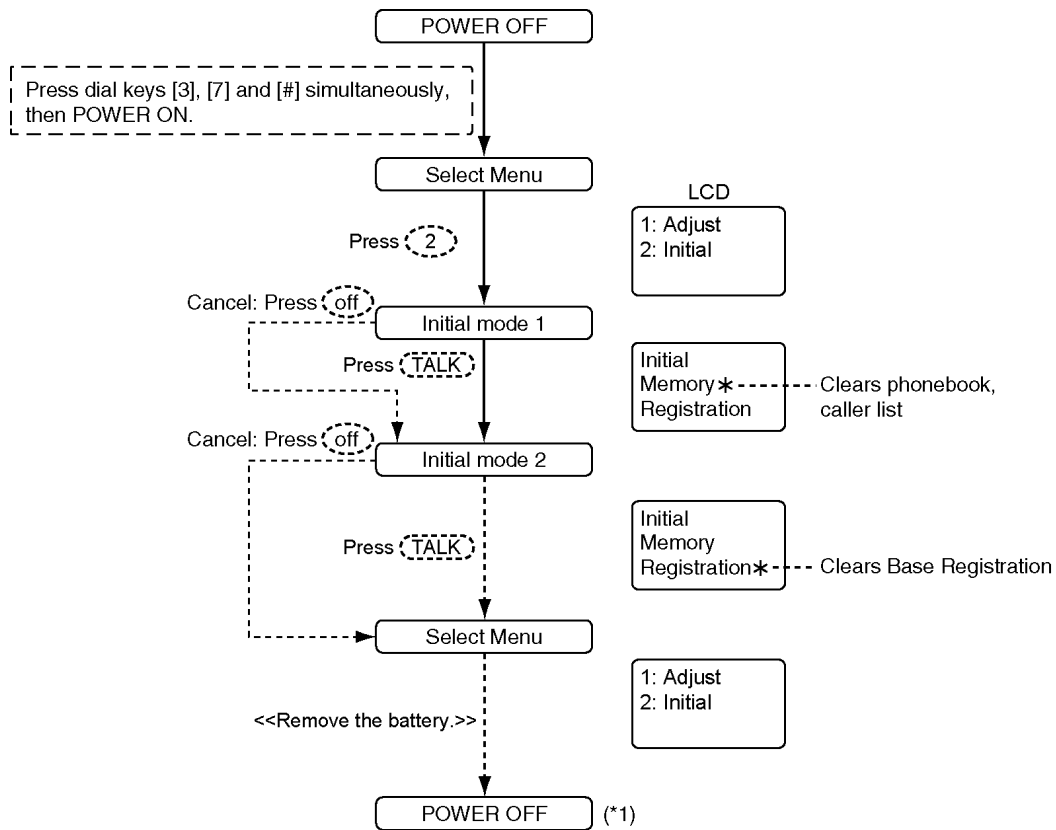 POWER OFF
Press dial keys [3], [7] and [#] simultaneously,
then POWER ON.
Select Menu
LCD
1: Adjust
2: Initial
Press 2
Cancel: Press off
Initial mode 1
Press TALK
Initial
Memory* Clears phonebook,
Registration caller list
Cancel: Press off
Initial mode 2
Press TALK
Initial
Memory
Registration* Clears Base Registration
Select Menu
1: Adjust
2: Initial
<<Remove the battery.>>
POWER OFF (*1)